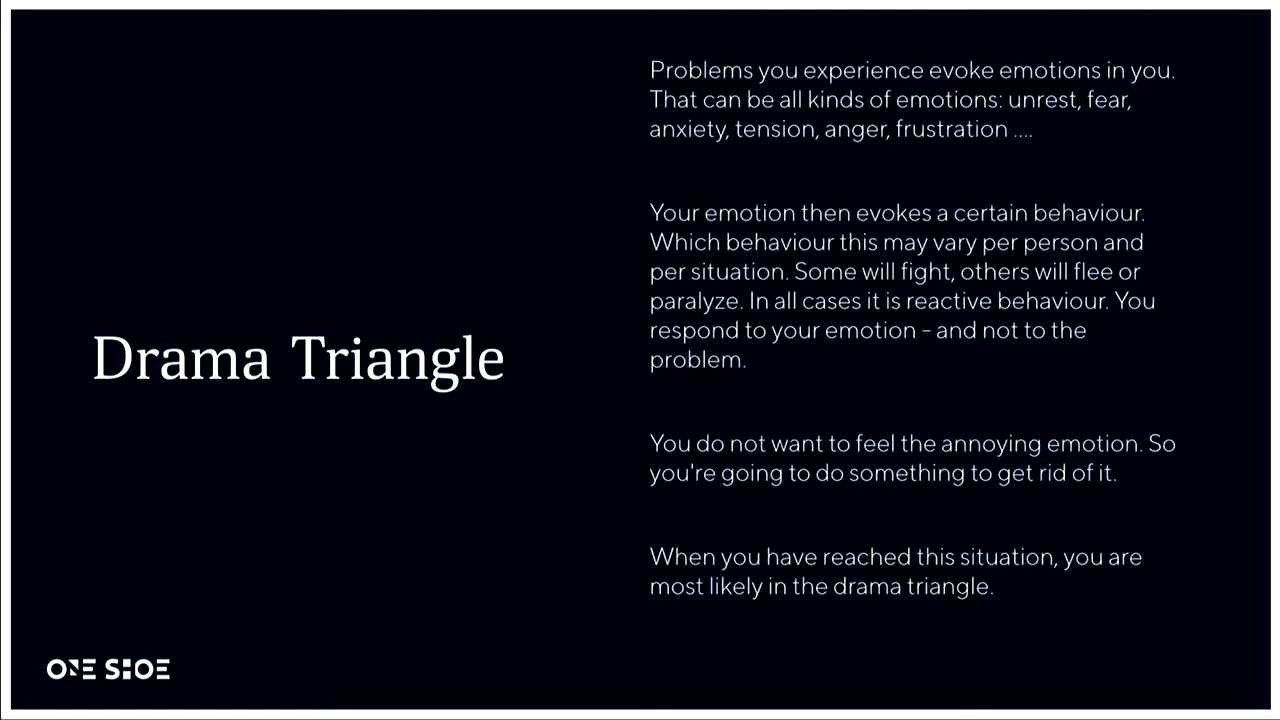 Problems you experience evoke emotions in you.
That can be all kinds of emotions: unrest, fear,
anxiety, tension, anger, frustration ....
Your emotion then evokes a certain behaviour.
Which behaviour this may vary per person and
per situation. Some will fight, others will flee or
paralyze. In all cases it is reactive behaviour. You
respond to your emotion – and not to the
problem.
Drama Triangle
You do not want to feel the annoying emotion. So
you're going to do something to get rid of it.
When you have reached this situation, you are
most likely in the drama triangle.
ONE SHOE